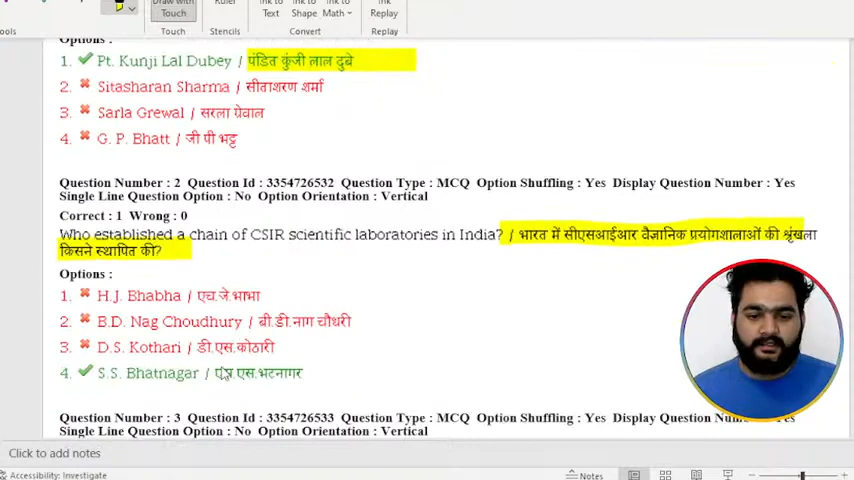 Draw with Touch
Ruler
Ink to Text
Ink to Shape
Ink to Math
Ink Replay
ools
Touch
Stencils
Convert
Replay
Options :
1. Pt. Kunji Lal Dubey / पंडित कुंजी लाल दुबे
2. Sitasharan Sharma / सीताशरण शर्मा
3. Sarla Grewal / सरला ग्रेवाल
4. G. P. Bhatt / जी पी भट्ट
Question Number : 2 Question Id : 3354726532 Question Type : MCQ Option Shuffling : Yes Display Question Number : Yes
Single Line Question Option : No Option Orientation : Vertical
Correct : 1 Wrong : 0
Who established a chain of CSIR scientific laboratories in India? / भारत में सीएसआईआर वैज्ञानिक प्रयोगशालाओं की श्रृंखला
किसने स्थापित की?
Options :
1. H.J. Bhabha / एच.जे.भाभा
2. B.D. Nag Choudhury / बी.डी.नाग चौधरी
3. D.S. Kothari / डी.एस.कोठारी
4. S.S. Bhatnagar / एस.एस.भटनागर
Question Number : 3 Question Id : 3354726533 Question Type : MCQ Option Shuffling : Yes Display Question Number : Yes
Single Line Question Option : No Option Orientation : Vertical
Click to add notes
Accessibility: Investigate
Notes